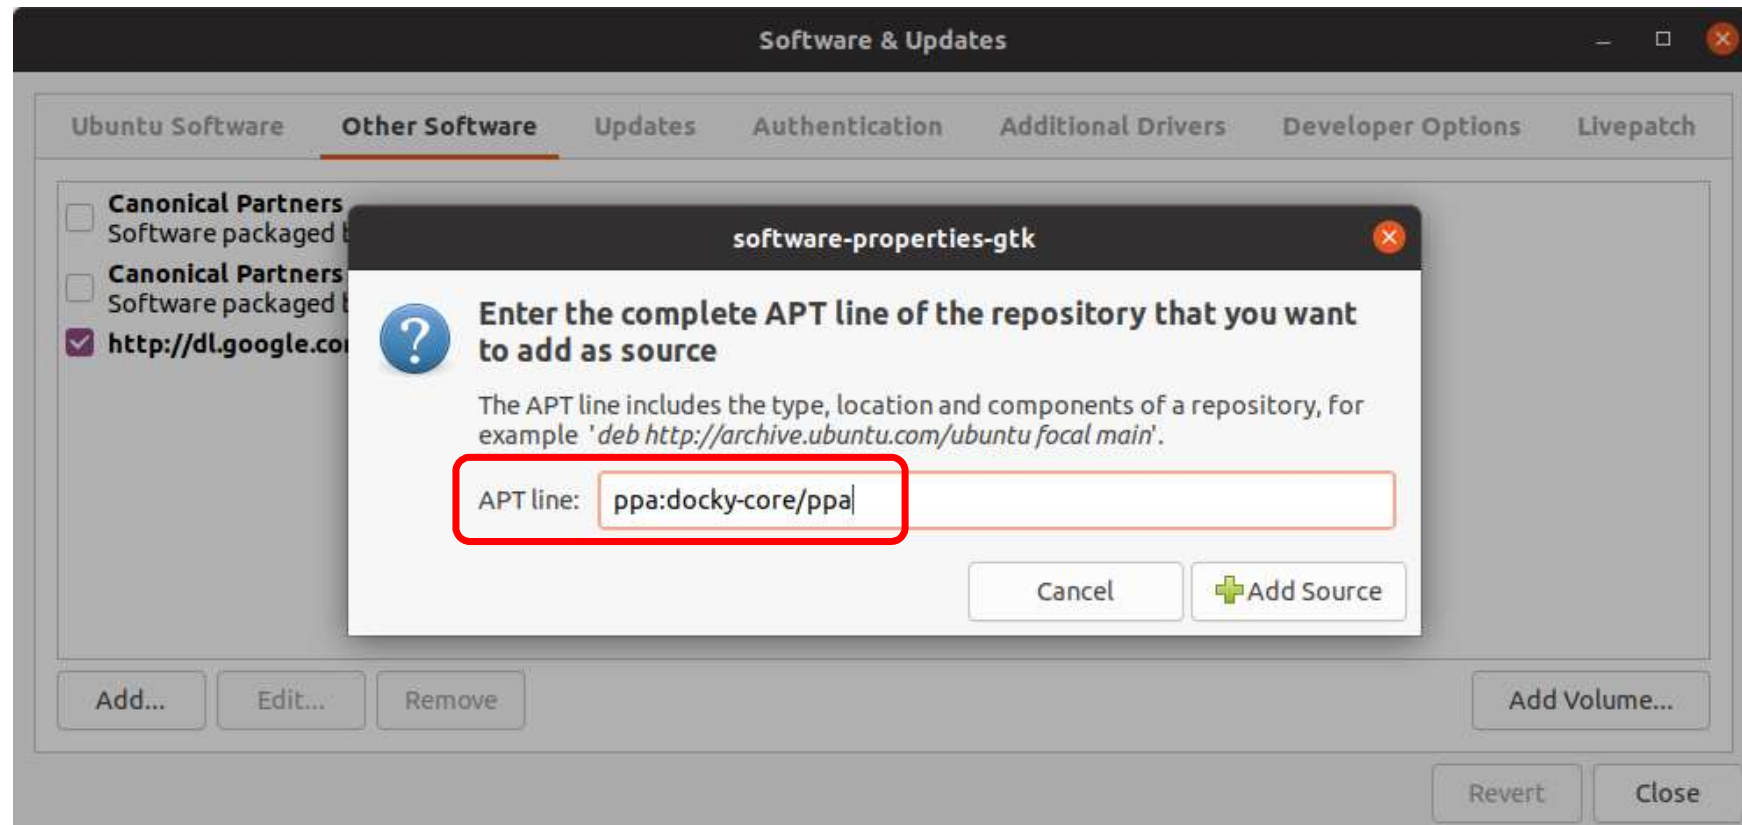 Software & Updates
Ubuntu Software Other Software Updates Authentication Additional Drivers Developer Options Livepatch
Canonical Partners
Software packaged
Canonical Partners
Software packaged
http://dl.google.co
software-properties-gtk
Enter the complete APT line of the repository that you want
to add as source
The APT line includes the type, location and components of a repository, for
example 'deb http://archive.ubuntu.com/ubuntu focal main'.
APT line: ppa:docky-core/ppa
Cancel Add Source
Add... Edit... Remove Add Volume...
Revert Close